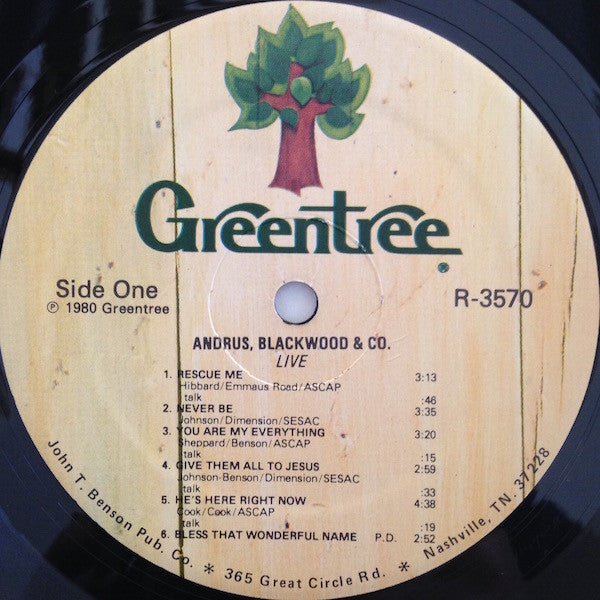 Greentree
Side One
℗ 1980 Greentree
R-3570
ANDRUS, BLACKWOOD & CO.
LIVE
1. RESCUE ME 3:13
Hibbard/Emmaus Road/ASCAP
talk :46
2. NEVER BE 3:35
Johnson/Dimension/SESAC
3. YOU ARE MY EVERYTHING 3:20
Sheppard/Benson/ASCAP
talk :15
4. GIVE THEM ALL TO JESUS 2:59
Johnson-Benson/Dimension/SESAC
talk :33
5. HE'S HERE RIGHT NOW 4:38
Cook/Cook/ASCAP
talk :19
6. BLESS THAT WONDERFUL NAME P.D. 2:52
John T. Benson Pub. Co. * 365 Great Circle Rd. * Nashville, TN. 37228